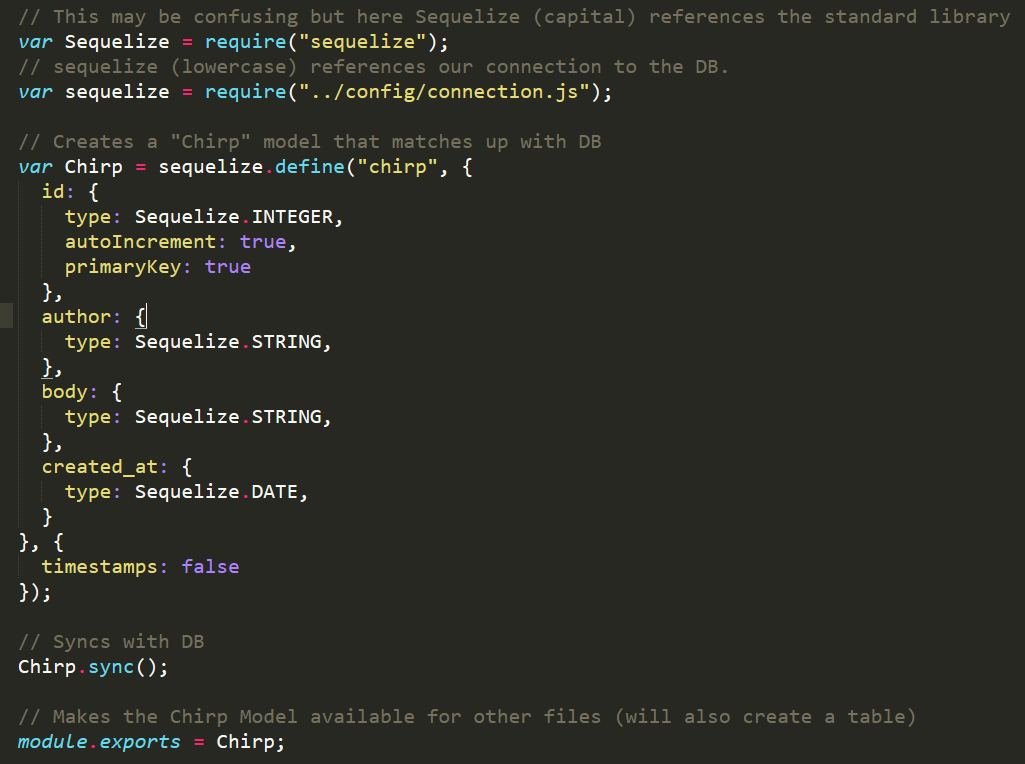 // This may be confusing but here Sequelize (capital) references the standard library
var Sequelize = require("sequelize");
// sequelize (lowercase) references our connection to the DB.
var sequelize = require("../config/connection.js");

// Creates a "Chirp" model that matches up with DB
var Chirp = sequelize.define("chirp", {
  id: {
    type: Sequelize.INTEGER,
    autoIncrement: true,
    primaryKey: true
  },
  author: {
    type: Sequelize.STRING,
  },
  body: {
    type: Sequelize.STRING,
  },
  created_at: {
    type: Sequelize.DATE,
  }
}, {
  timestamps: false
});

// Syncs with DB
Chirp.sync();

// Makes the Chirp Model available for other files (will also create a table)
module.exports = Chirp;